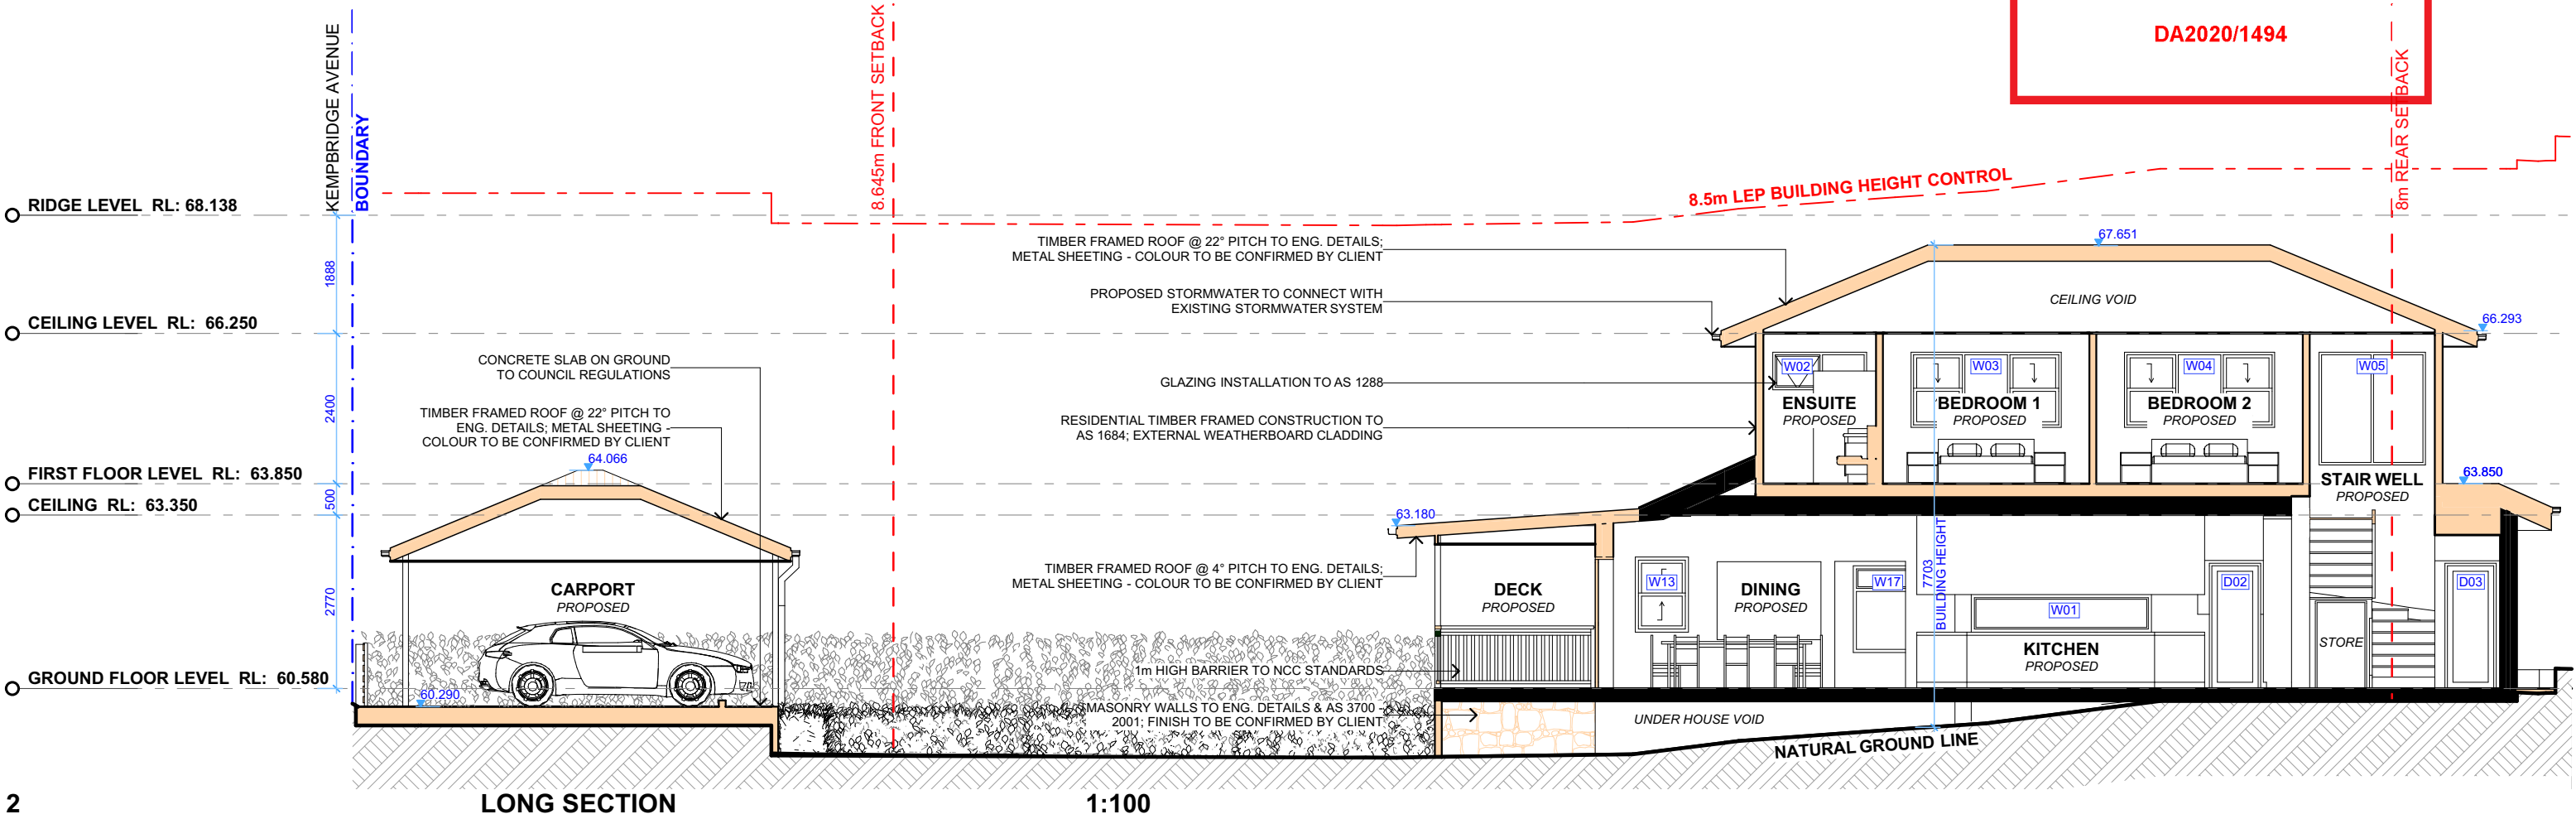 DA2020/1494
KEMPBRIDGE AVENUE
BOUNDARY
8.645m FRONT SETBACK
8m REAR SETBACK
8.5m LEP BUILDING HEIGHT CONTROL
RIDGE LEVEL RL: 68.138
1888
CEILING LEVEL RL: 66.250
2400
FIRST FLOOR LEVEL RL: 63.850
500
CEILING RL: 63.350
2770
GROUND FLOOR LEVEL RL: 60.580
CONCRETE SLAB ON GROUND
TO COUNCIL REGULATIONS
TIMBER FRAMED ROOF @ 22° PITCH TO
ENG. DETAILS; METAL SHEETING -
COLOUR TO BE CONFIRMED BY CLIENT
64.066
CARPORT
PROPOSED
60.290
TIMBER FRAMED ROOF @ 22° PITCH TO ENG. DETAILS;
METAL SHEETING - COLOUR TO BE CONFIRMED BY CLIENT
PROPOSED STORMWATER TO CONNECT WITH
EXISTING STORMWATER SYSTEM
GLAZING INSTALLATION TO AS 1288
RESIDENTIAL TIMBER FRAMED CONSTRUCTION TO
AS 1684; EXTERNAL WEATHERBOARD CLADDING
63.180
TIMBER FRAMED ROOF @ 4° PITCH TO ENG. DETAILS;
METAL SHEETING - COLOUR TO BE CONFIRMED BY CLIENT
1m HIGH BARRIER TO NCC STANDARDS
MASONRY WALLS TO ENG. DETAILS & AS 3700 -
2001; FINISH TO BE CONFIRMED BY CLIENT
67.651
CEILING VOID
66.293
W02
W03
W04
W05
ENSUITE
PROPOSED
BEDROOM 1
PROPOSED
BEDROOM 2
PROPOSED
STAIR WELL
PROPOSED
63.850
7703
BUILDING HEIGHT
DECK
PROPOSED
W13
DINING
PROPOSED
W17
W01
D02
D03
KITCHEN
PROPOSED
STORE
UNDER HOUSE VOID
NATURAL GROUND LINE
2
LONG SECTION
1:100